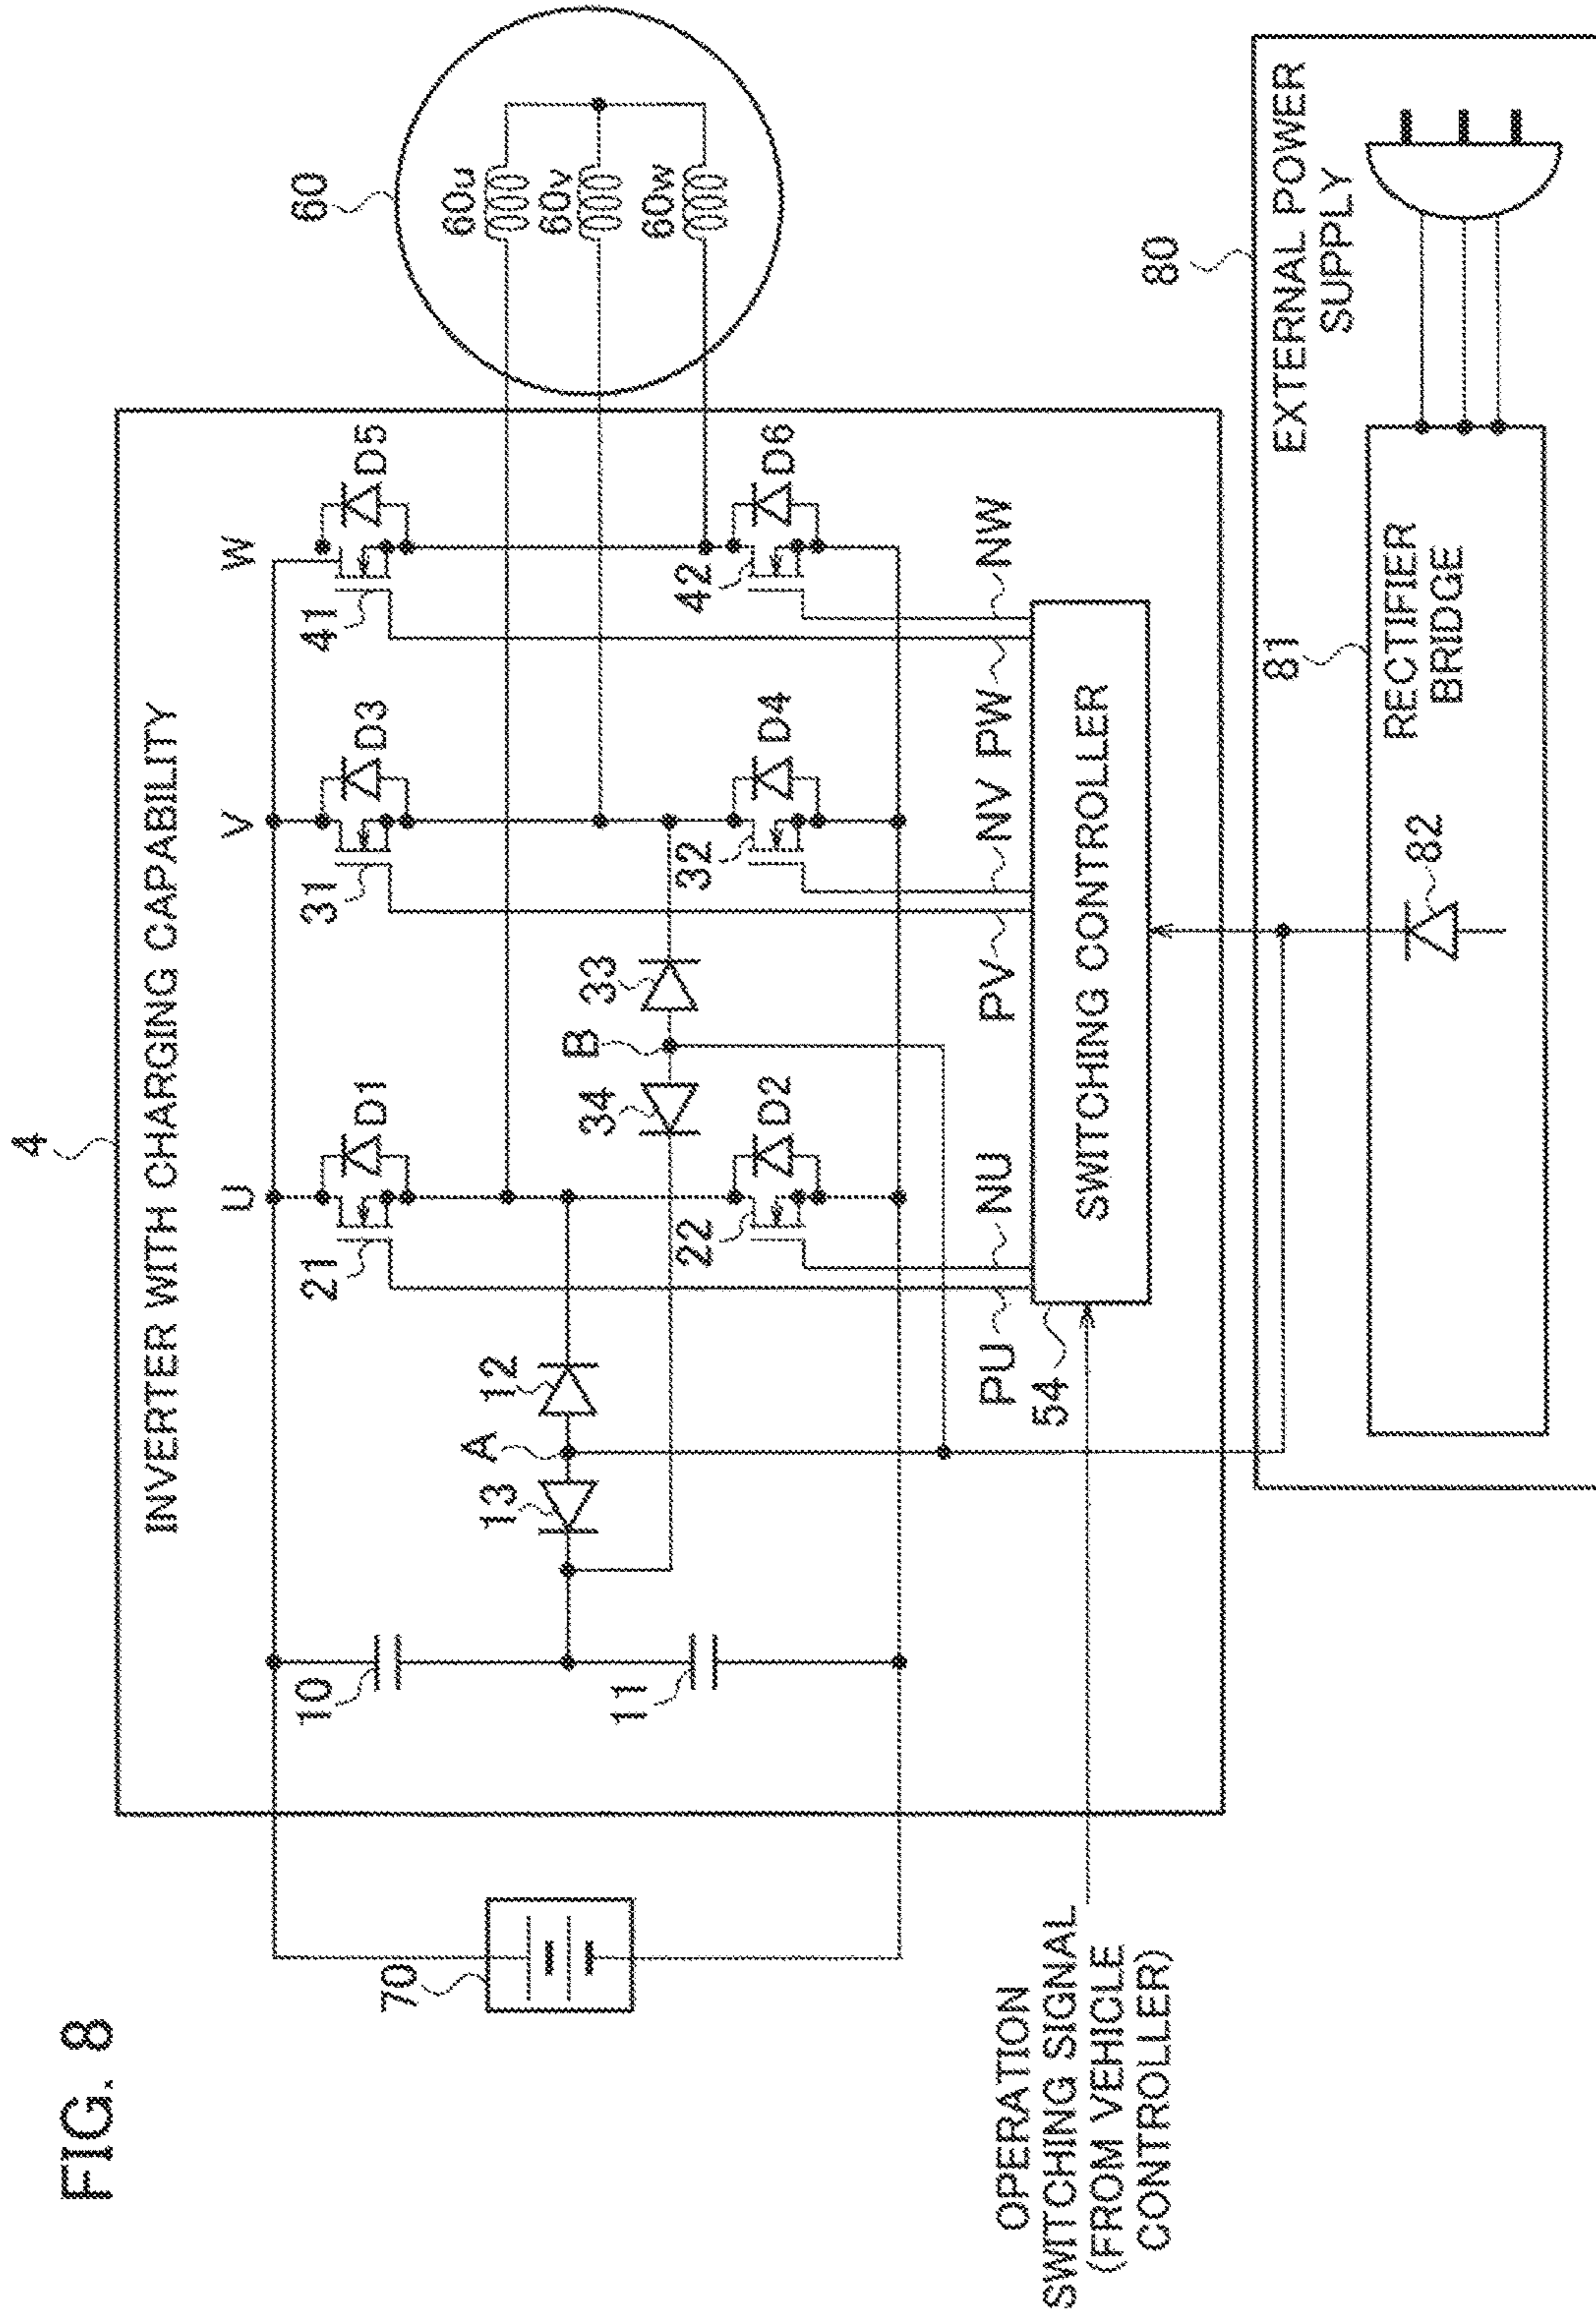 FIG. 8
4
INVERTER WITH CHARGING CAPABILITY
U
V
W
21
D1
31
D3
41
D5
10
13
A
12
34
B
33
11
22
D2
32
D4
42
D6
PU
NU
PV
NV
PW
NW
54
SWITCHING CONTROLLER
60
60u
60v
60w
70
OPERATION
SWITCHING SIGNAL
(FROM VEHICLE
CONTROLLER)
80
EXTERNAL POWER
SUPPLY
81
RECTIFIER
BRIDGE
82